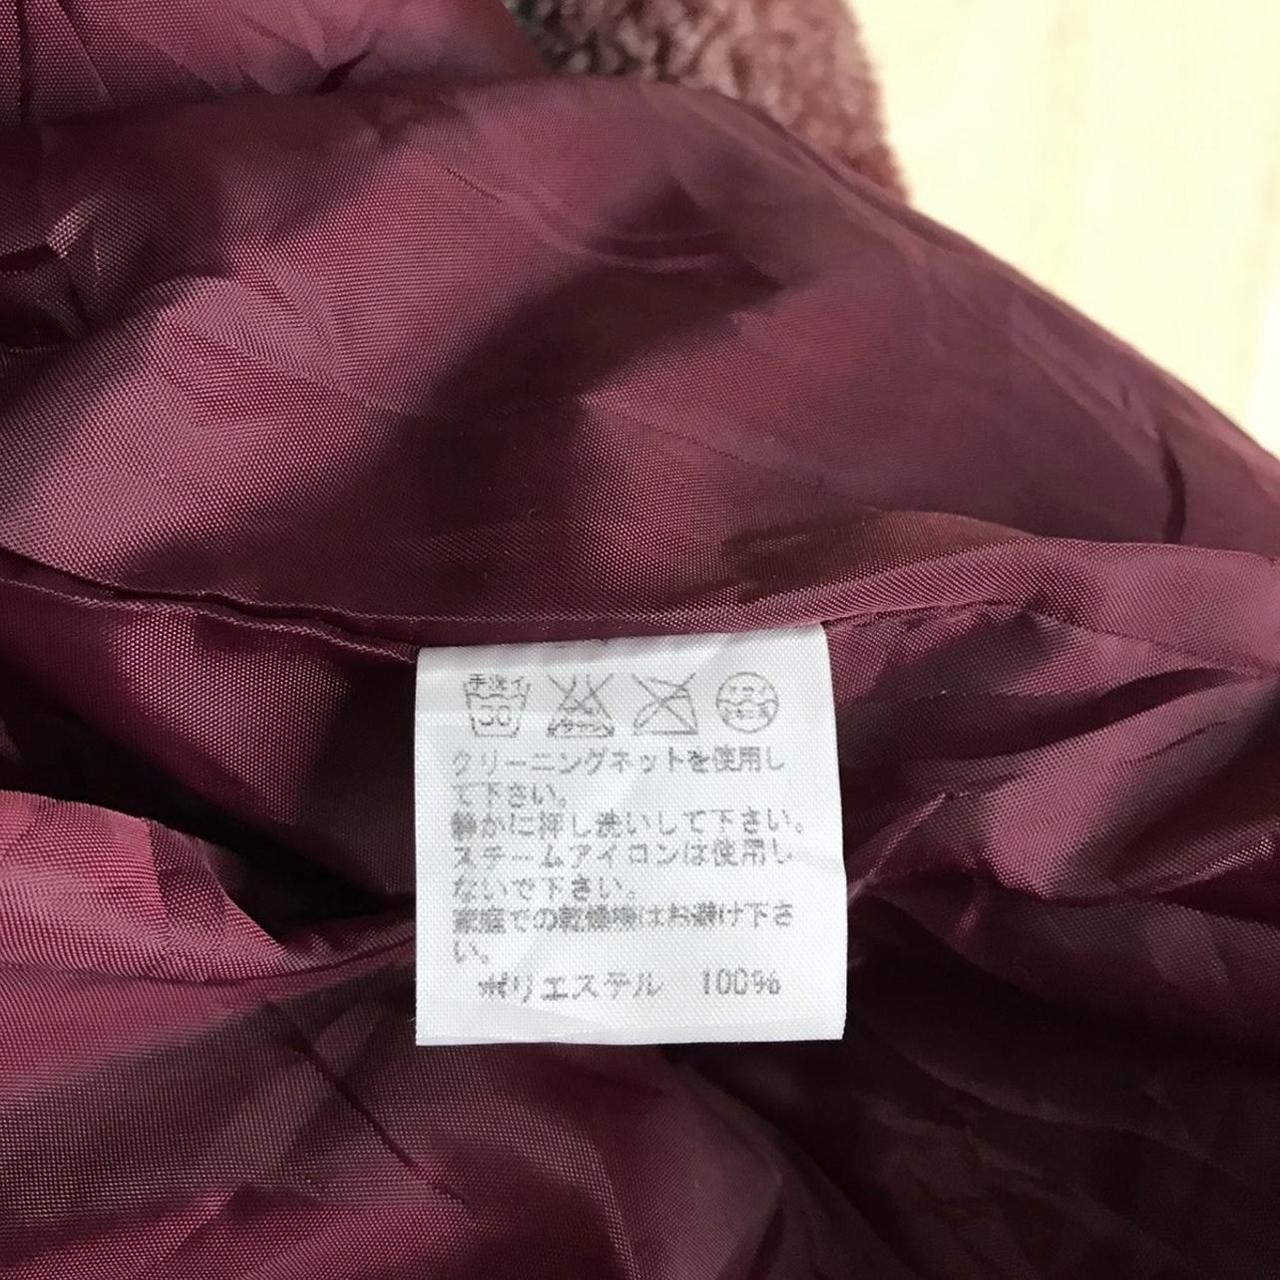 手洗イ
30
クリーニングネットを使用し
て下さい。
静かに押し洗いして下さい。
スチームアイロンは使用し
ないで下さい。
家庭での乾燥機はお避け下さ
い。
ポリエステル 100%